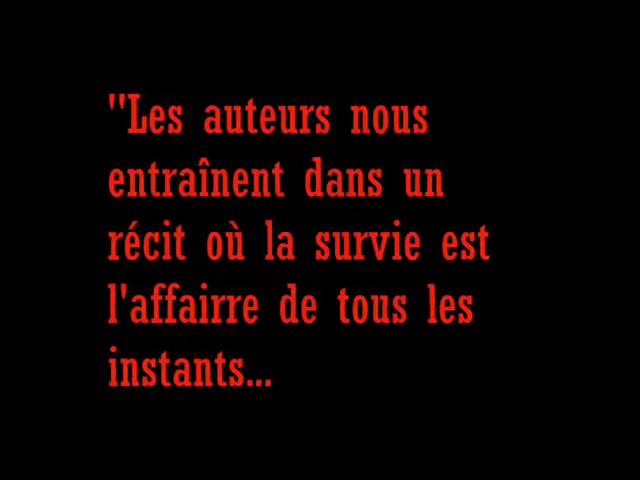 "Les auteurs nous
entraînent dans un
récit où la survie est
l'affairre de tous les
instants...